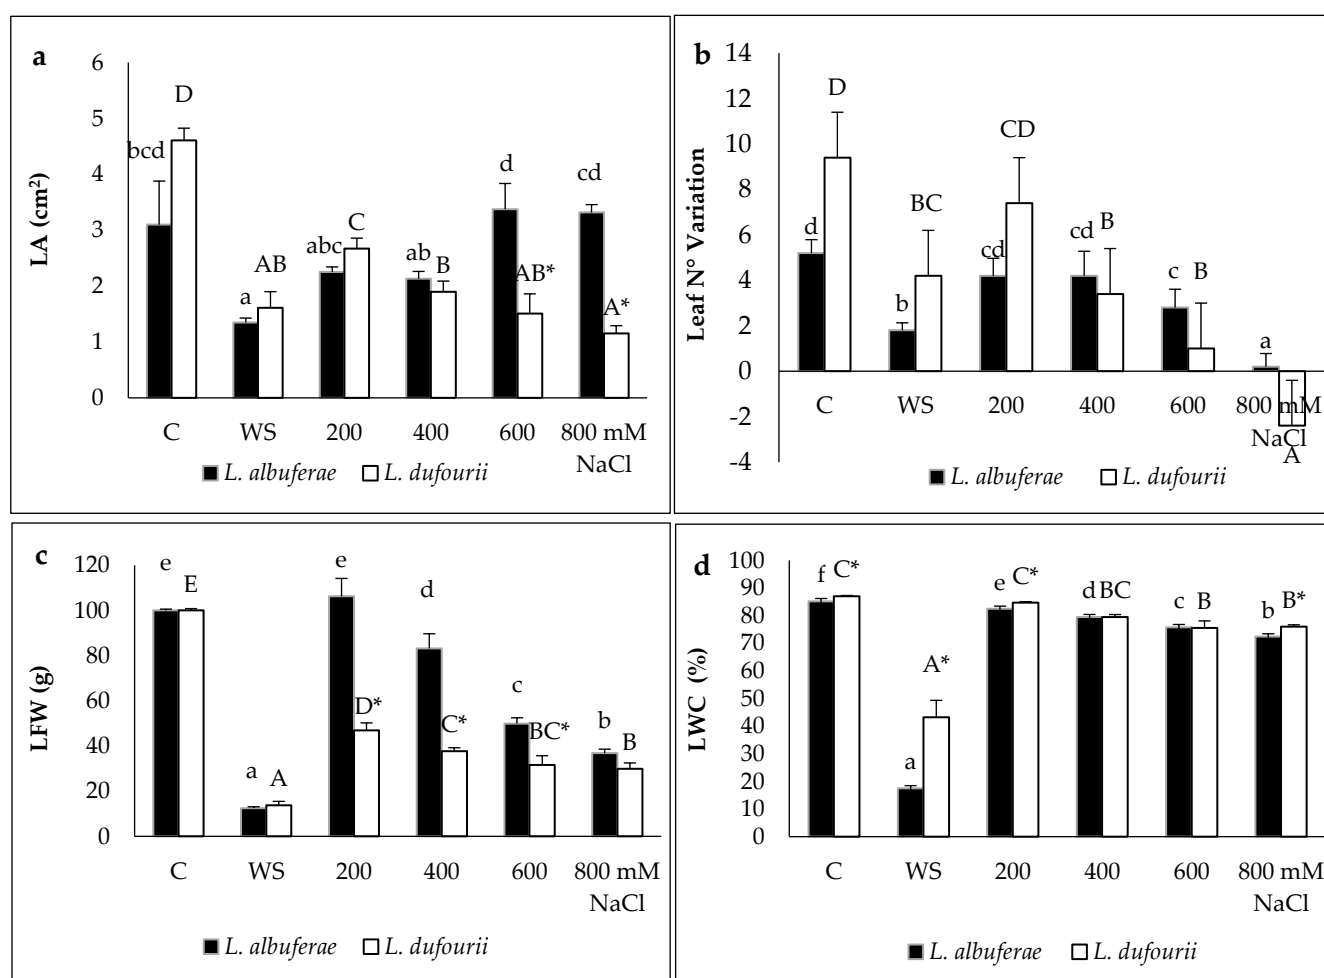 a
LA (cm²)
6
5
4
3
2
1
0
bcd
D
a
AB
abc
C
ab
B
d
AB*
cd
A*
C WS 200 400 600 800 mM
NaCl
L. albuferae L. dufourii
b
Leaf N° Variation
14
12
10
8
6
4
2
0
-2
-4
d
D
b
BC
cd
CD
cd
B
c
B
a
A
C WS 200 400 600 800 mM
NaCl
L. albuferae L. dufourii
c
LFW (g)
120
100
80
60
40
20
0
e
E
a
A
e
D*
d
C*
c
BC*
b
B
C WS 200 400 600 800 mM
NaCl
L. albuferae L. dufourii
d
LWC (%)
100
90
80
70
60
50
40
30
20
10
0
f
C*
a
A*
e
C*
d
BC
c
B
b
B*
C WS 200 400 600 800 mM
NaCl
L. albuferae L. dufourii